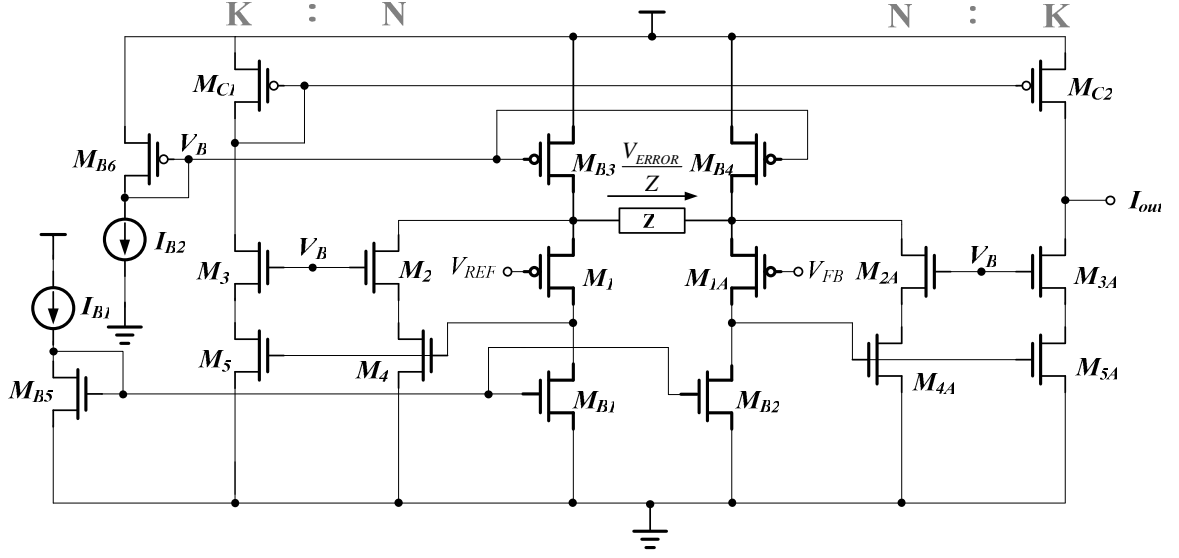 K : N
N : K
M_C1
M_C2
M_B6
V_B
M_B3
V_ERROR
Z
M_B4
I_out
I_B2
Z
M_3
V_B
M_2
V_REF
M_1
M_1A
V_FB
M_2A
V_B
M_3A
I_B1
M_5
M_4
M_B5
M_B1
M_B2
M_4A
M_5A